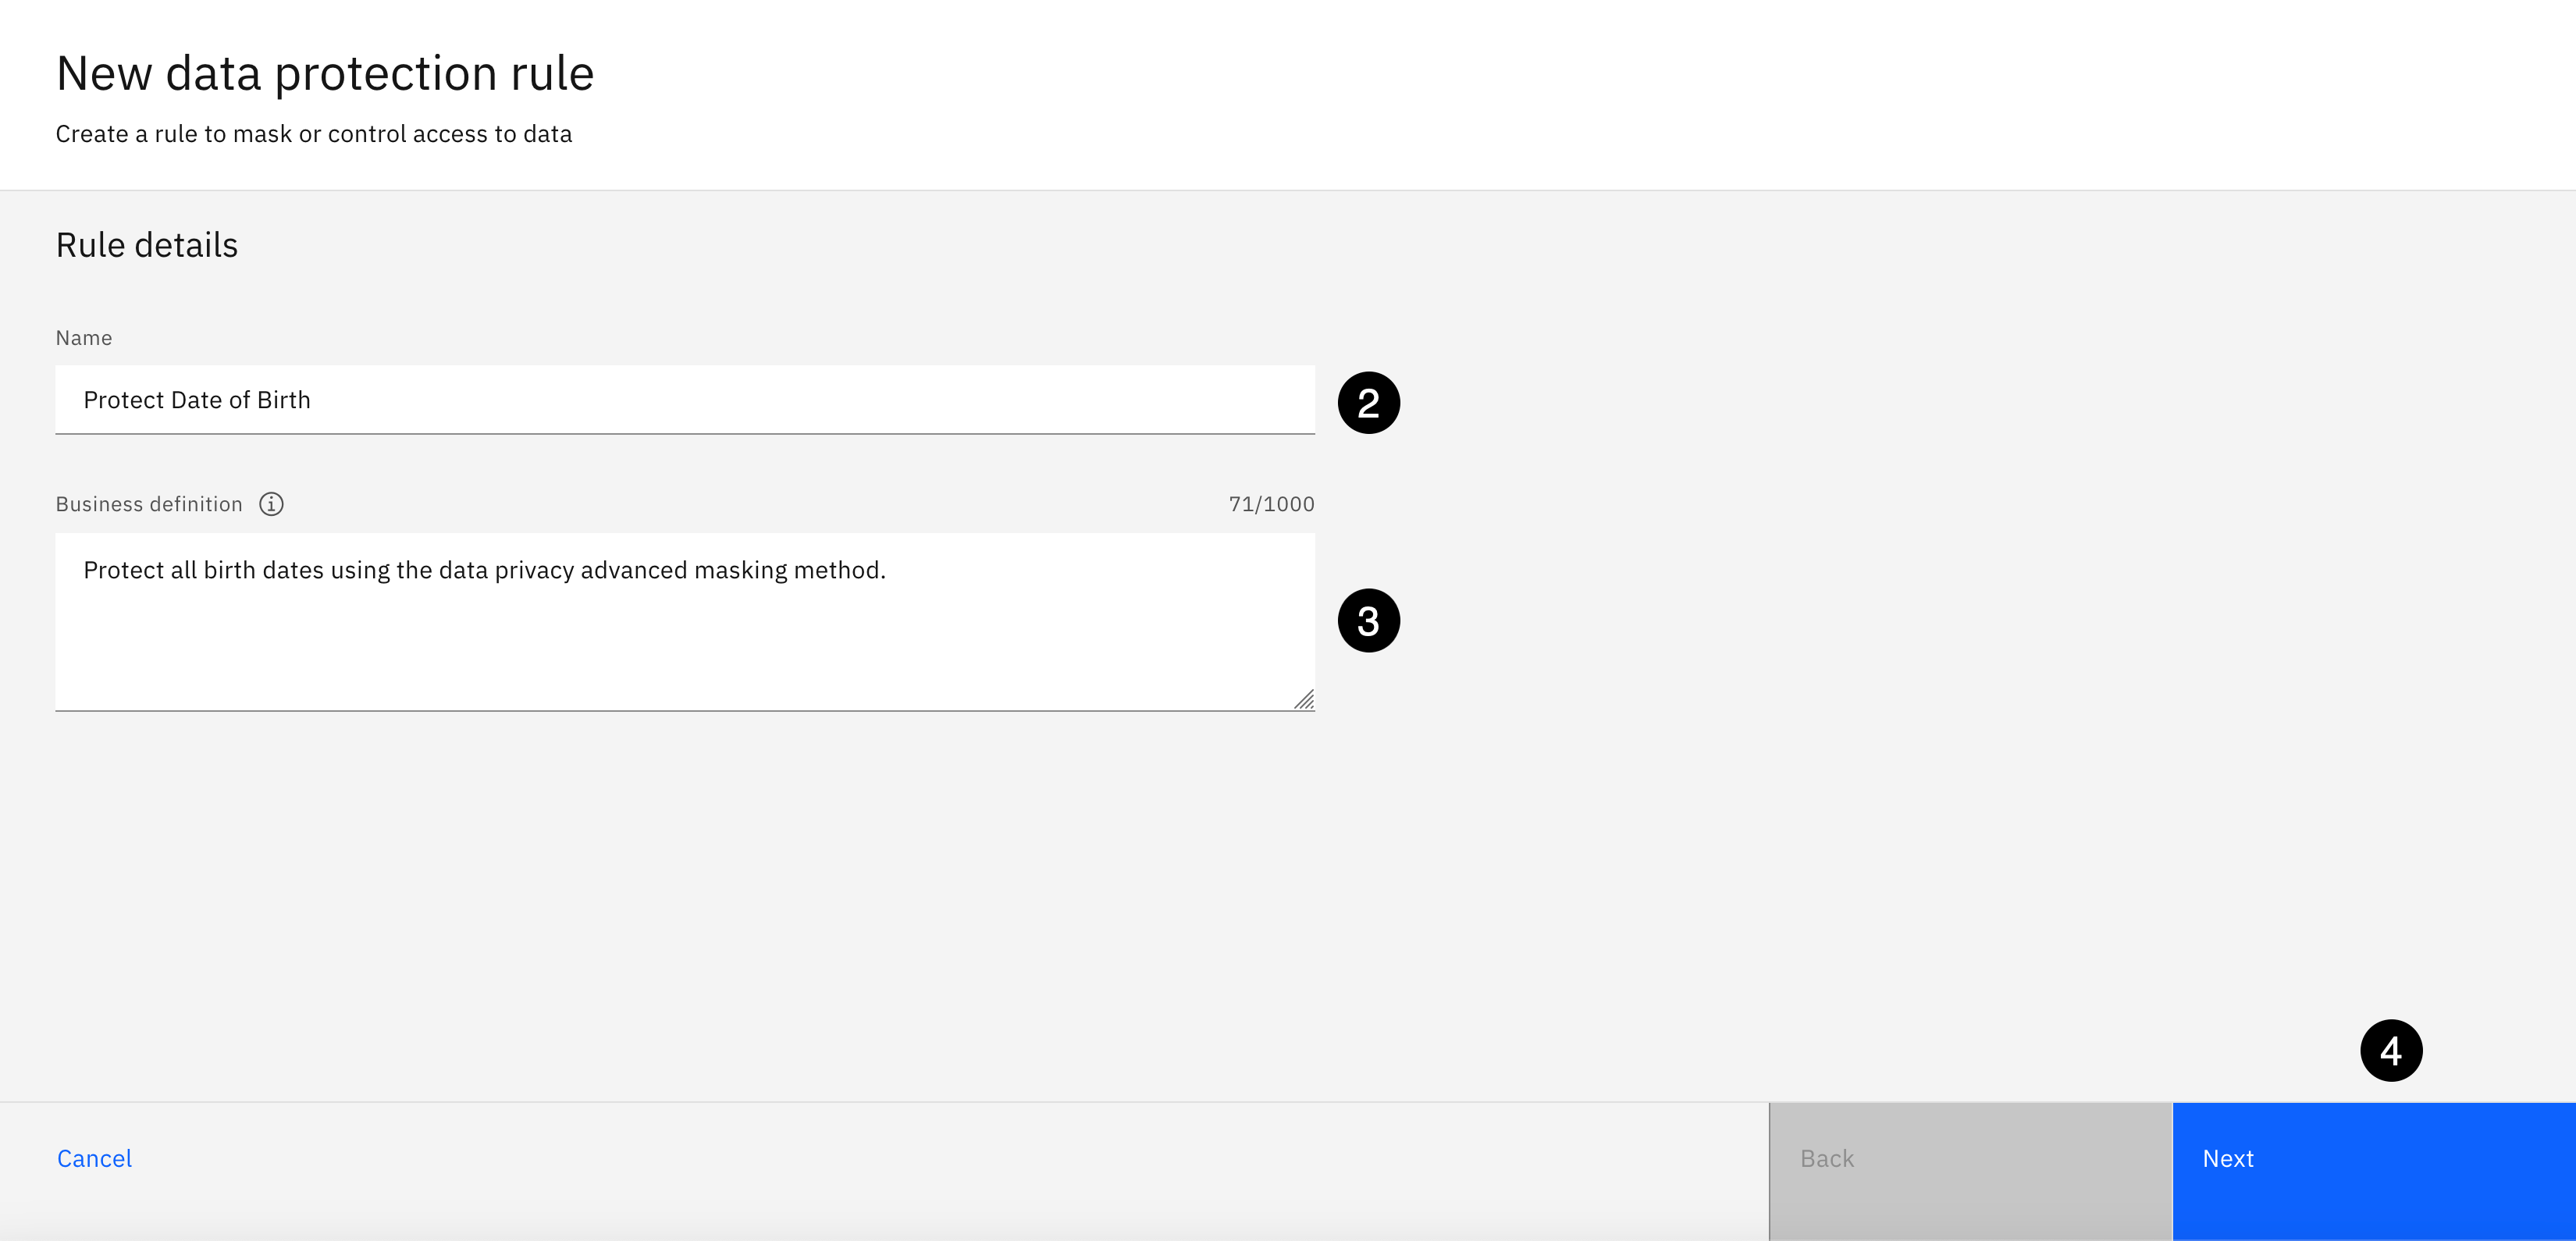 New data protection rule
Create a rule to mask or control access to data
Rule details
Name
Protect Date of Birth
2
Business definition 71/1000
Protect all birth dates using the data privacy advanced masking method.
3
4
Cancel Back Next